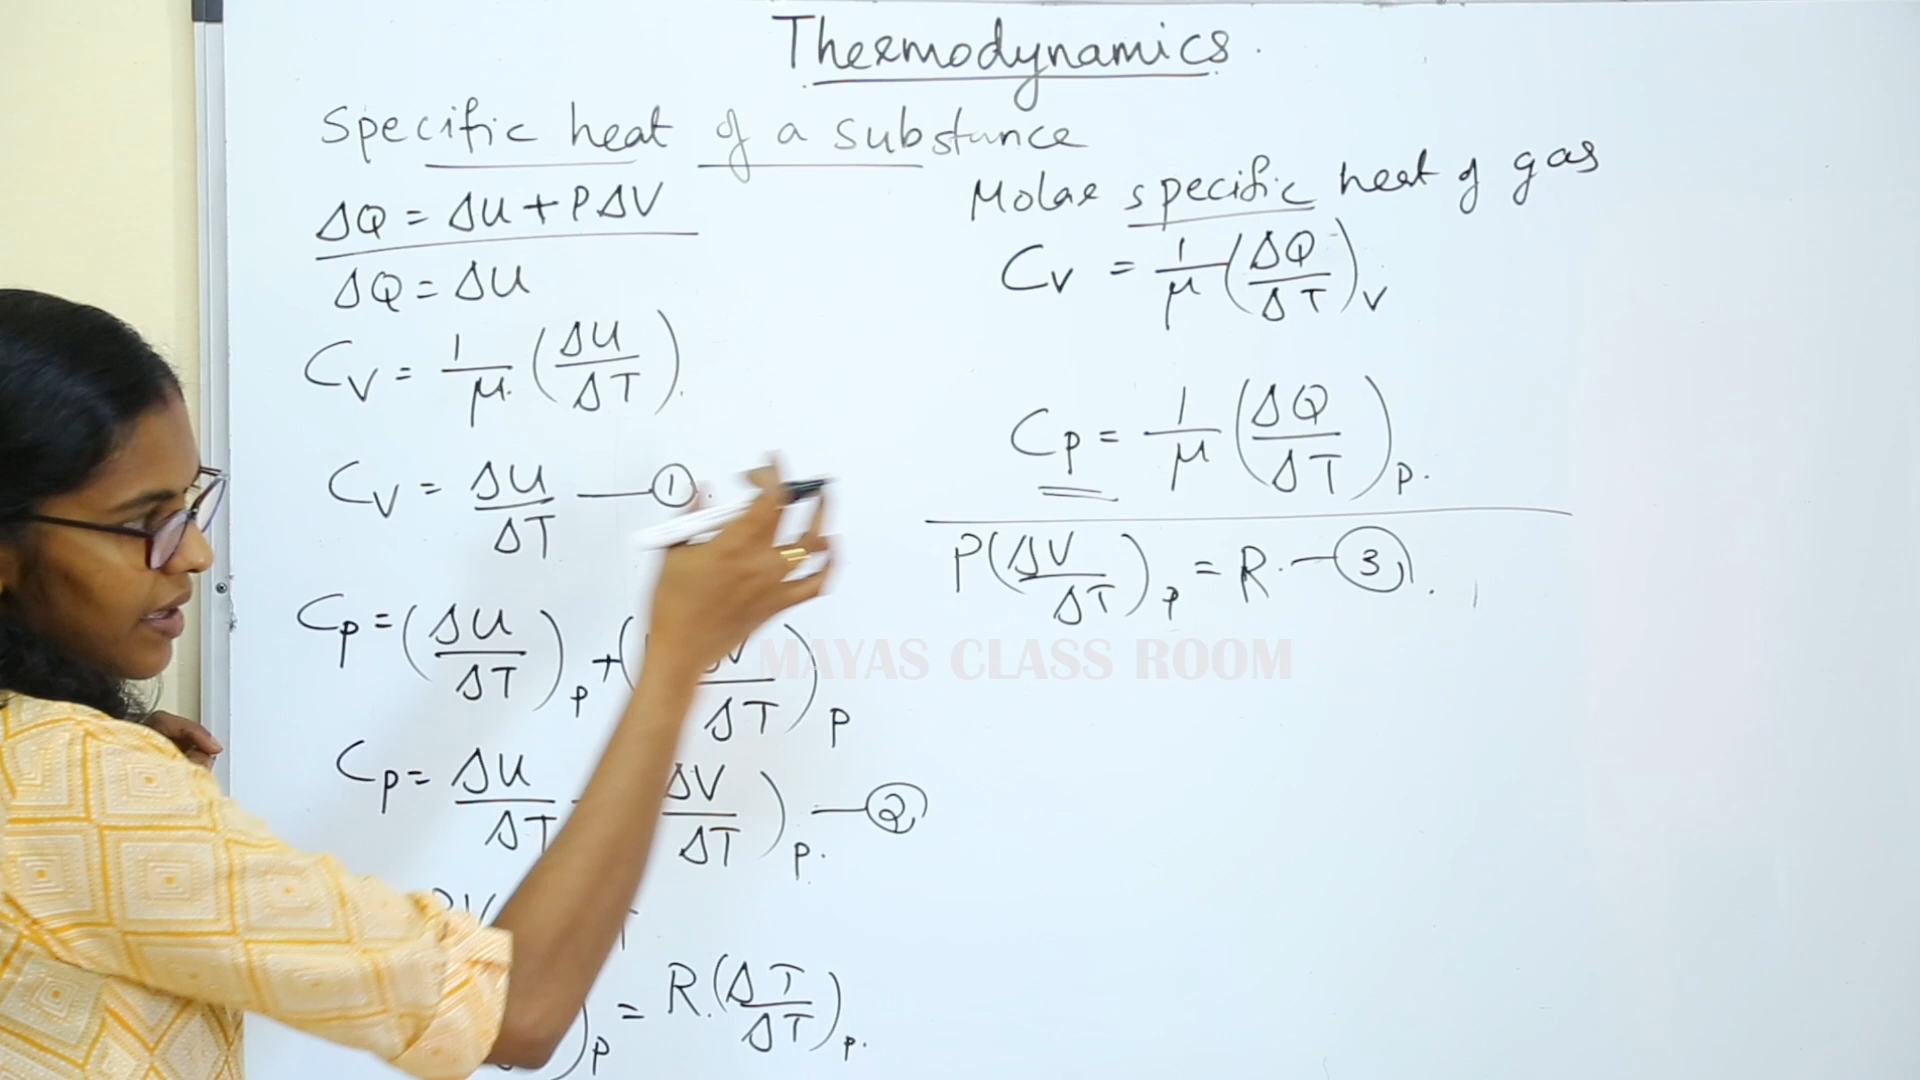 Thermodynamics.
Specific heat of a substance
ΔQ = ΔU + PΔV
ΔQ = ΔU
Cv = 1/μ (ΔU/ΔT).
Cv = ΔU/ΔT — ①.
Cp = (ΔU/ΔT)p + ( V/ΔT)p
Cp = ΔU/ΔT ΔV/ΔT)p. — ②
)p = R.(ΔT/ΔT)p.
Molar specific heat of gas
Cv = 1/μ (ΔQ/ΔT)v
Cp = 1/μ (ΔQ/ΔT)p.
P(ΔV/ΔT)p = R. — ③.
MAYAS CLASS ROOM